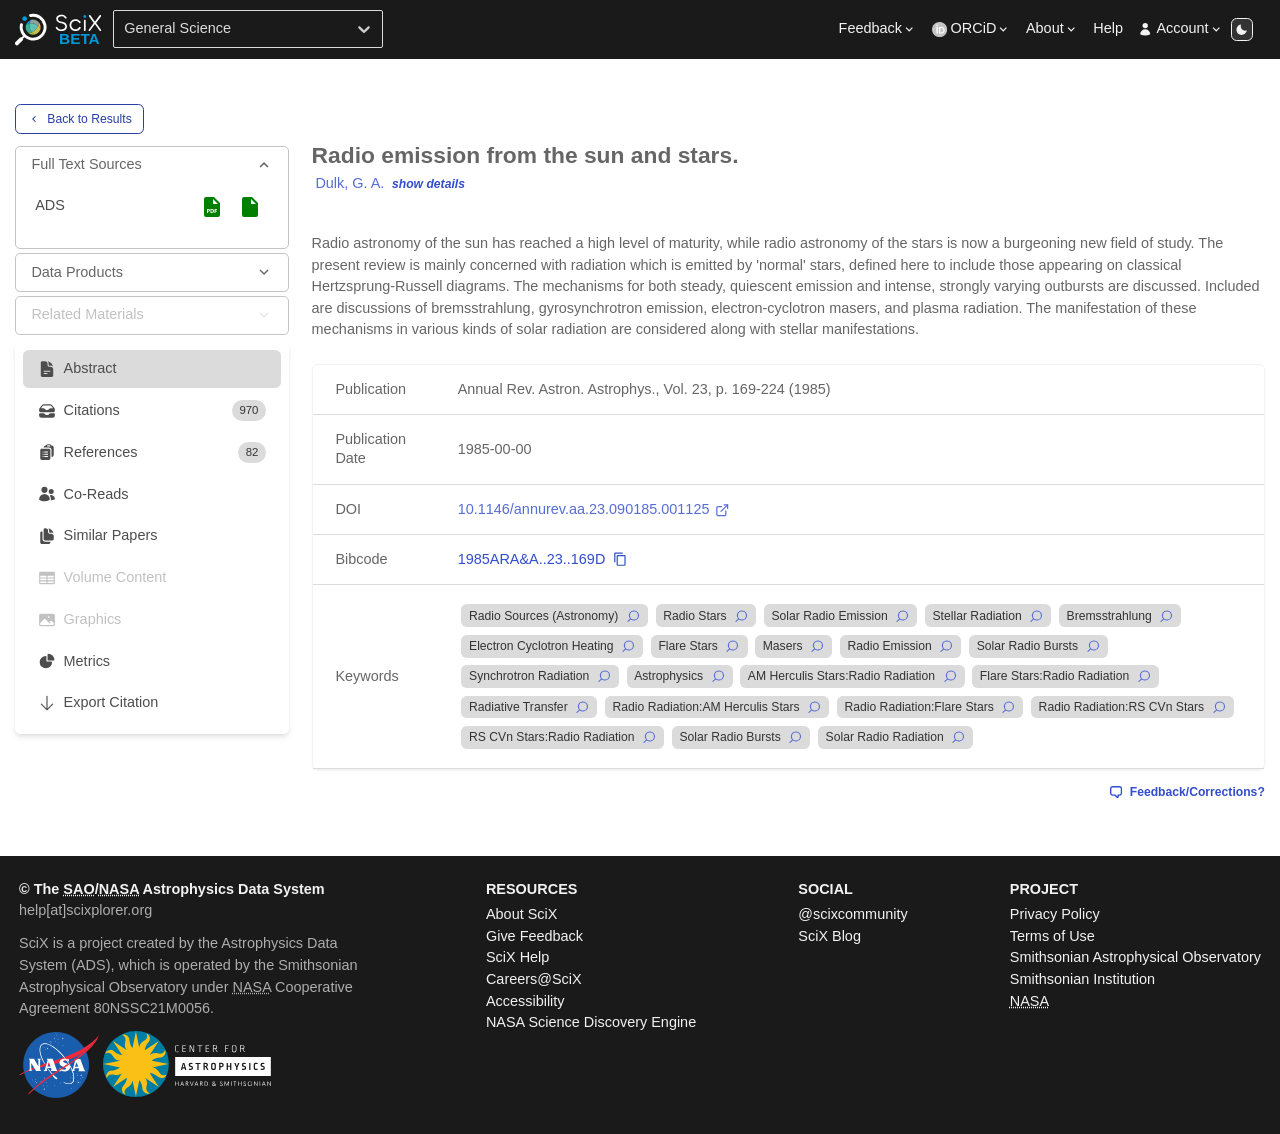 SciX BETA
General Science
Feedback
ORCiD
About
Help
Account
Back to Results
Full Text Sources
ADS
PDF
Data Products
Related Materials
Abstract
Citations 970
References 82
Co-Reads
Similar Papers
Volume Content
Graphics
Metrics
Export Citation
Radio emission from the sun and stars.
Dulk, G. A. show details
Radio astronomy of the sun has reached a high level of maturity, while radio astronomy of the stars is now a burgeoning new field of study. The
present review is mainly concerned with radiation which is emitted by 'normal' stars, defined here to include those appearing on classical
Hertzsprung-Russell diagrams. The mechanisms for both steady, quiescent emission and intense, strongly varying outbursts are discussed. Included
are discussions of bremsstrahlung, gyrosynchrotron emission, electron-cyclotron masers, and plasma radiation. The manifestation of these
mechanisms in various kinds of solar radiation are considered along with stellar manifestations.
Publication Annual Rev. Astron. Astrophys., Vol. 23, p. 169-224 (1985)
Publication
Date
1985-00-00
DOI 10.1146/annurev.aa.23.090185.001125
Bibcode 1985ARA&A..23..169D
Keywords
Radio Sources (Astronomy) Radio Stars Solar Radio Emission Stellar Radiation Bremsstrahlung
Electron Cyclotron Heating Flare Stars Masers Radio Emission Solar Radio Bursts
Synchrotron Radiation Astrophysics AM Herculis Stars:Radio Radiation Flare Stars:Radio Radiation
Radiative Transfer Radio Radiation:AM Herculis Stars Radio Radiation:Flare Stars Radio Radiation:RS CVn Stars
RS CVn Stars:Radio Radiation Solar Radio Bursts Solar Radio Radiation
Feedback/Corrections?
© The SAO/NASA Astrophysics Data System
help[at]scixplorer.org
SciX is a project created by the Astrophysics Data
System (ADS), which is operated by the Smithsonian
Astrophysical Observatory under NASA Cooperative
Agreement 80NSSC21M0056.
NASA
CENTER FOR
ASTROPHYSICS
HARVARD & SMITHSONIAN
RESOURCES
About SciX
Give Feedback
SciX Help
Careers@SciX
Accessibility
NASA Science Discovery Engine
SOCIAL
@scixcommunity
SciX Blog
PROJECT
Privacy Policy
Terms of Use
Smithsonian Astrophysical Observatory
Smithsonian Institution
NASA